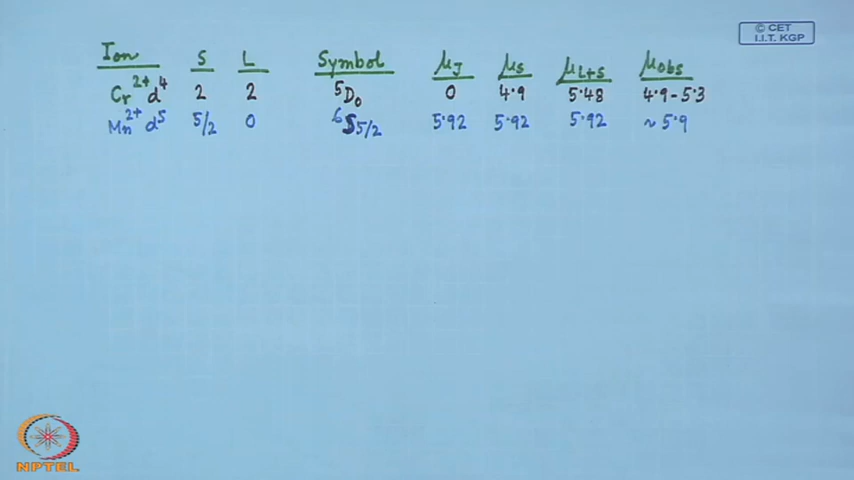 © CET
I.I.T. KGP
Ion S L Symbol μJ μS μL+S μobs
Cr²⁺ d⁴ 2 2 ⁵D₀ 0 4.9 5.48 4.9-5.3
Mn²⁺ d⁵ 5/2 0 ⁶S5/2 5.92 5.92 5.92 ~5.9
NPTEL